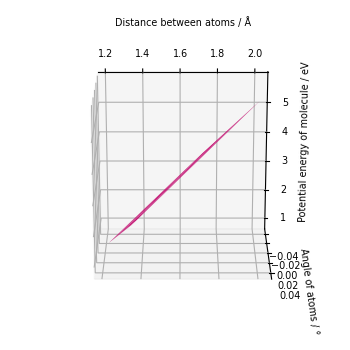 Distance between atoms / Å
1.2 1.4 1.6 1.8 2.0
Potential energy of molecule / eV
5
4
3
2
1
Angle of atoms / °
−0.04
−0.02
0.00
0.02
0.04